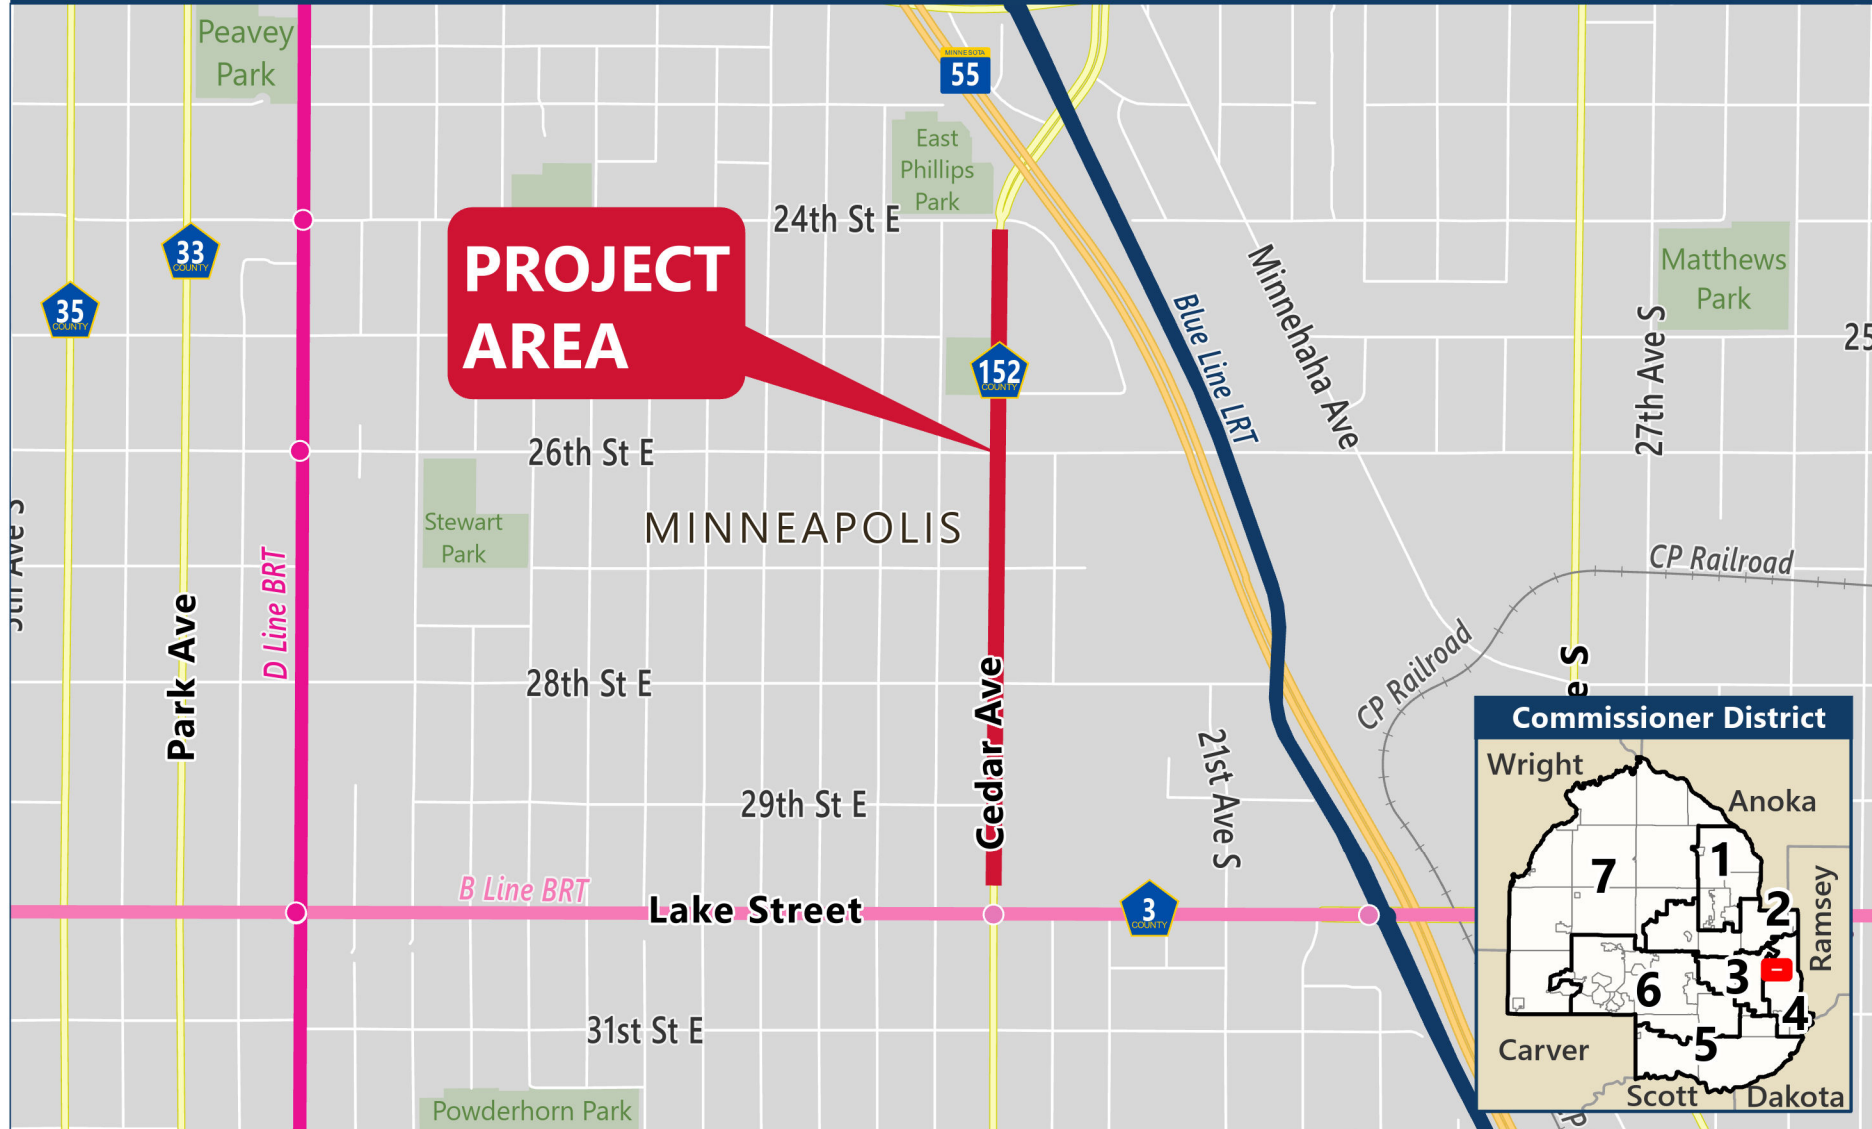 Peavey
Park
MINNESOTA
55
East
Phillips
Park
24th St E
33
COUNTY
35
COUNTY
PROJECT
AREA
152
COUNTY
Blue Line LRT
Minnehaha Ave
Matthews
Park
27th Ave S
25
26th St E
MINNEAPOLIS
Stewart
Park
D Line BRT
Park Ave
CP Railroad
CP Railroad
28th St E
Cedar Ave
21st Ave S
29th St E
B Line BRT
Lake Street
3
COUNTY
31st St E
Powderhorn Park
Commissioner District
Wright
Anoka
7
1
2
Ramsey
3
6
4
5
Carver
Scott
Dakota